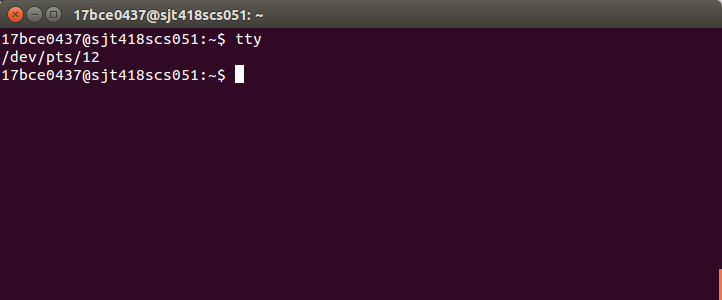 17bce0437@sjt418scs051: ~
17bce0437@sjt418scs051:~$ tty
/dev/pts/12
17bce0437@sjt418scs051:~$